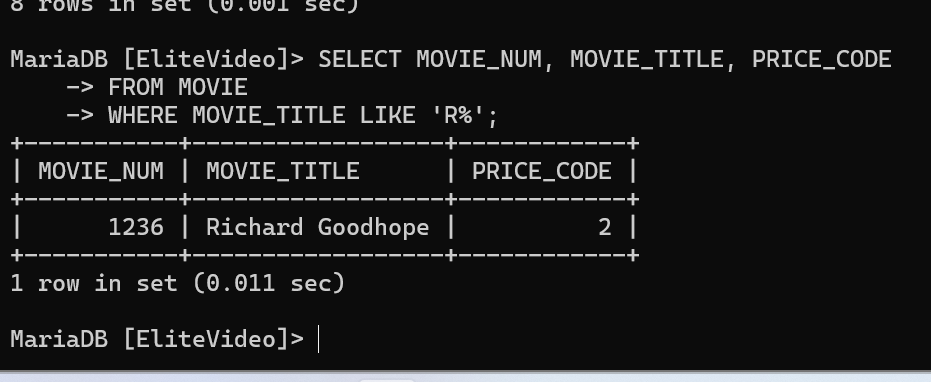 8 rows in set (0.001 sec)
MariaDB [EliteVideo]> SELECT MOVIE_NUM, MOVIE_TITLE, PRICE_CODE
    -> FROM MOVIE
    -> WHERE MOVIE_TITLE LIKE 'R%';
+-----------+------------------+------------+
| MOVIE_NUM | MOVIE_TITLE      | PRICE_CODE |
+-----------+------------------+------------+
|      1236 | Richard Goodhope |          2 |
+-----------+------------------+------------+
1 row in set (0.011 sec)
MariaDB [EliteVideo]>